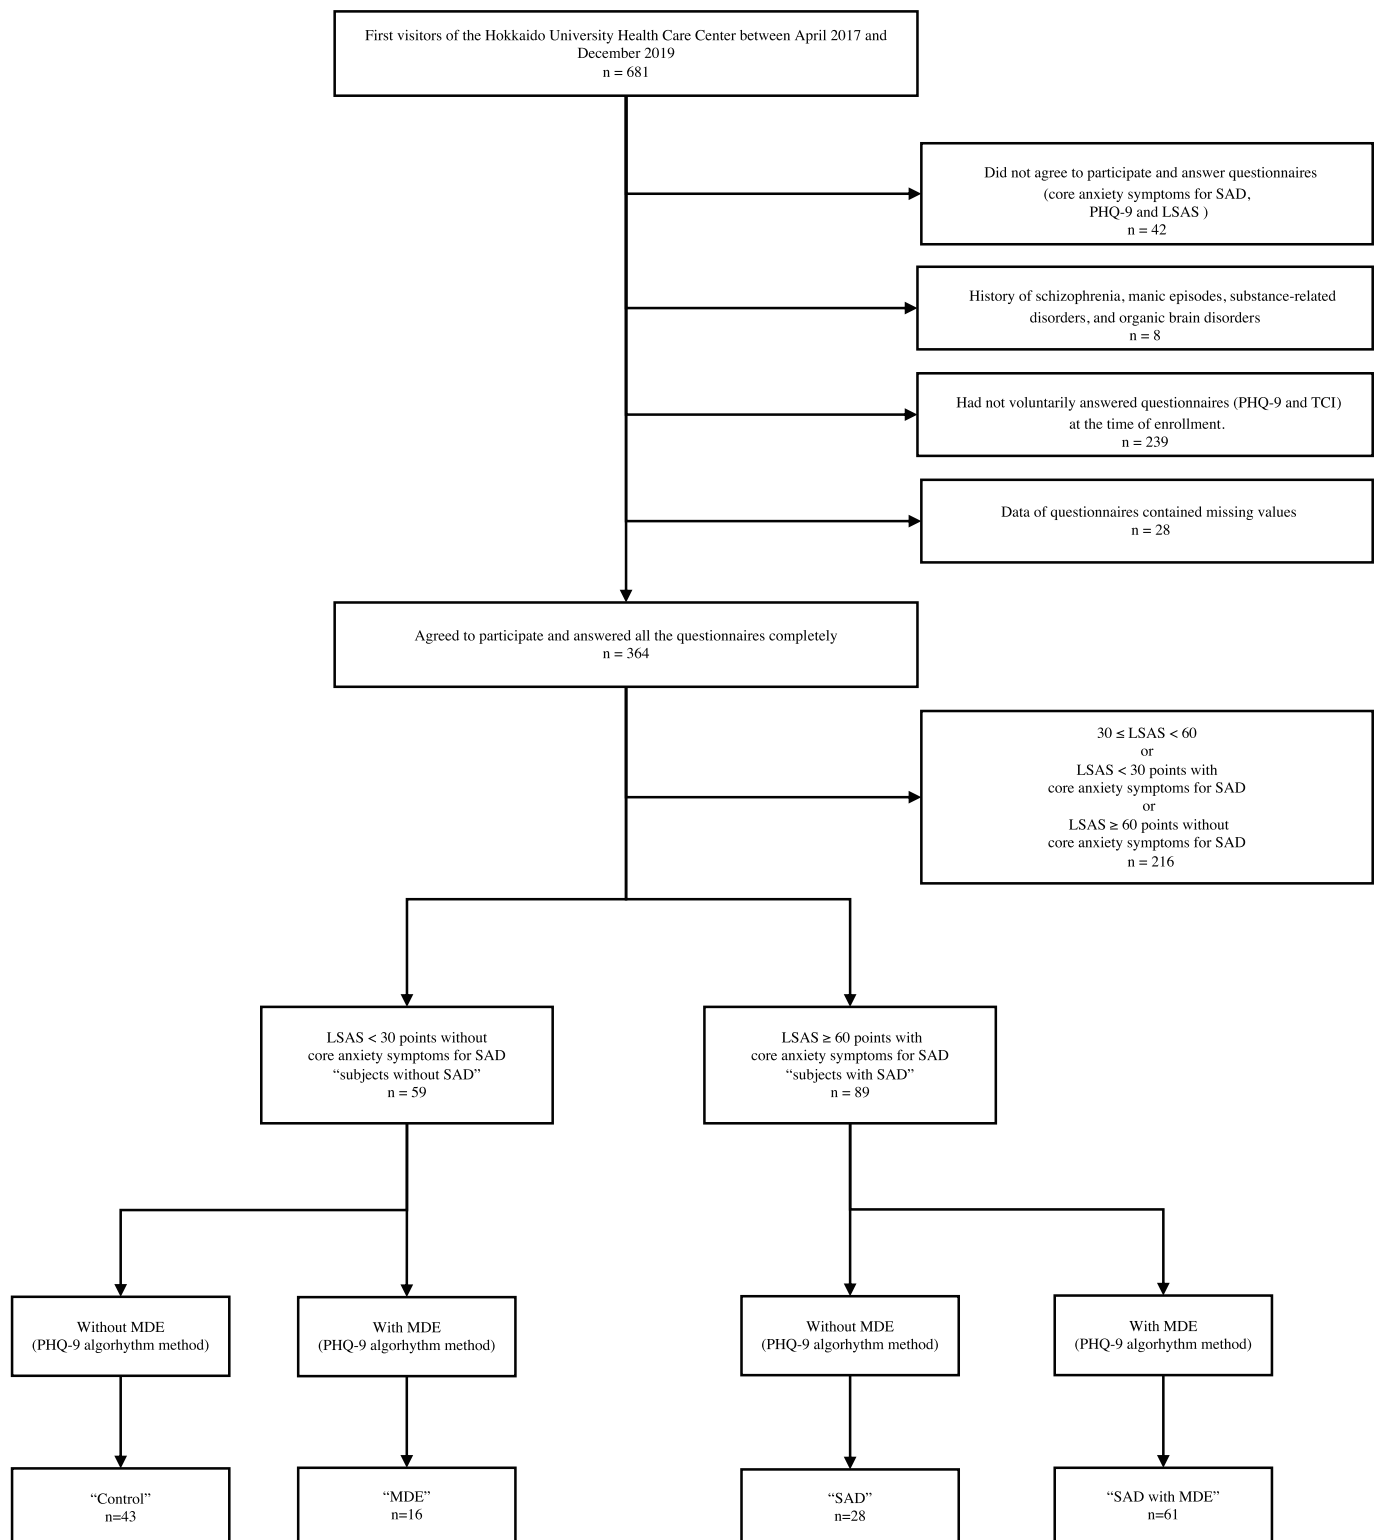 First visitors of the Hokkaido University Health Care Center between April 2017 and
December 2019
n = 681
Did not agree to participate and answer questionnaires
(core anxiety symptoms for SAD,
PHQ-9 and LSAS )
n = 42
History of schizophrenia, manic episodes, substance-related
disorders, and organic brain disorders
n = 8
Had not voluntarily answered questionnaires (PHQ-9 and TCI)
at the time of enrollment.
n = 239
Data of questionnaires contained missing values
n = 28
Agreed to participate and answered all the questionnaires completely
n = 364
30 ≤ LSAS < 60
or
LSAS < 30 points with
core anxiety symptoms for SAD
or
LSAS ≥ 60 points without
core anxiety symptoms for SAD
n = 216
LSAS < 30 points without
core anxiety symptoms for SAD
“subjects without SAD”
n = 59
LSAS ≥ 60 points with
core anxiety symptoms for SAD
“subjects with SAD”
n = 89
Without MDE
(PHQ-9 algorhythm method)
With MDE
(PHQ-9 algorhythm method)
Without MDE
(PHQ-9 algorhythm method)
With MDE
(PHQ-9 algorhythm method)
“Control”
n=43
“MDE”
n=16
“SAD”
n=28
“SAD with MDE”
n=61